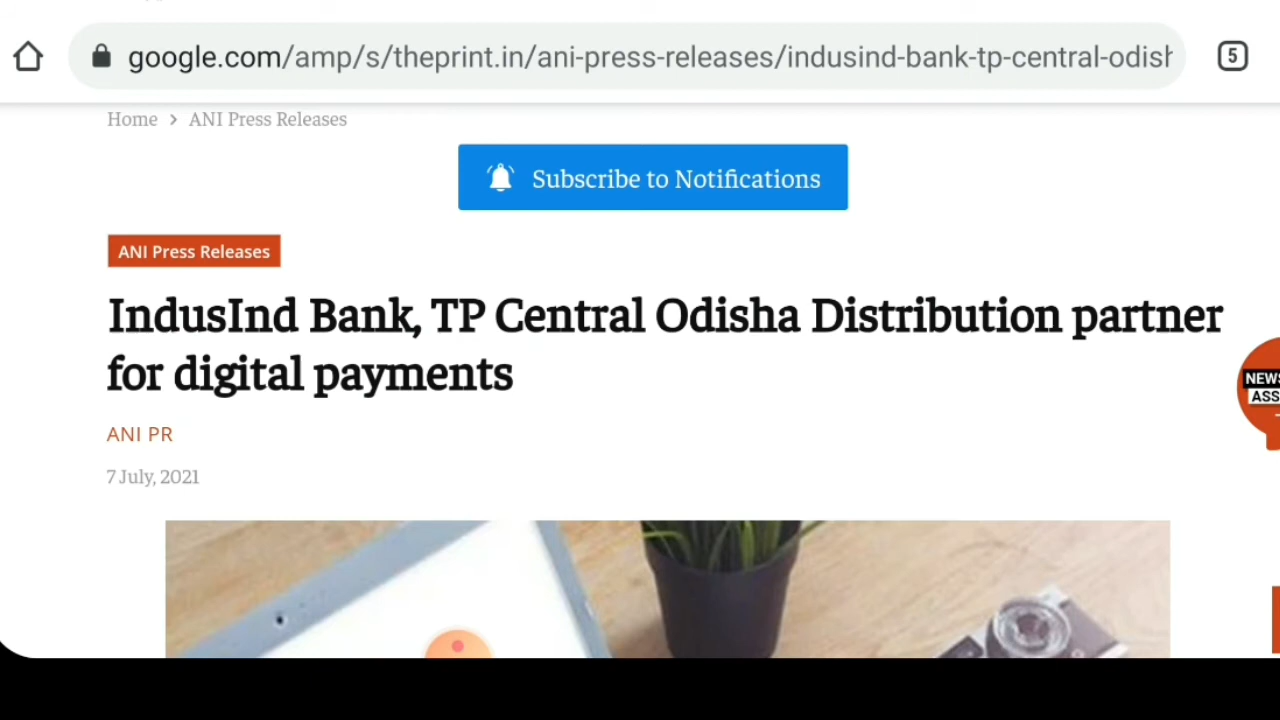 google.com/amp/s/theprint.in/ani-press-releases/indusind-bank-tp-central-odish
5
Home > ANI Press Releases
Subscribe to Notifications
ANI Press Releases
IndusInd Bank, TP Central Odisha Distribution partner
for digital payments
ANI PR
7 July, 2021
NEWS
ASS